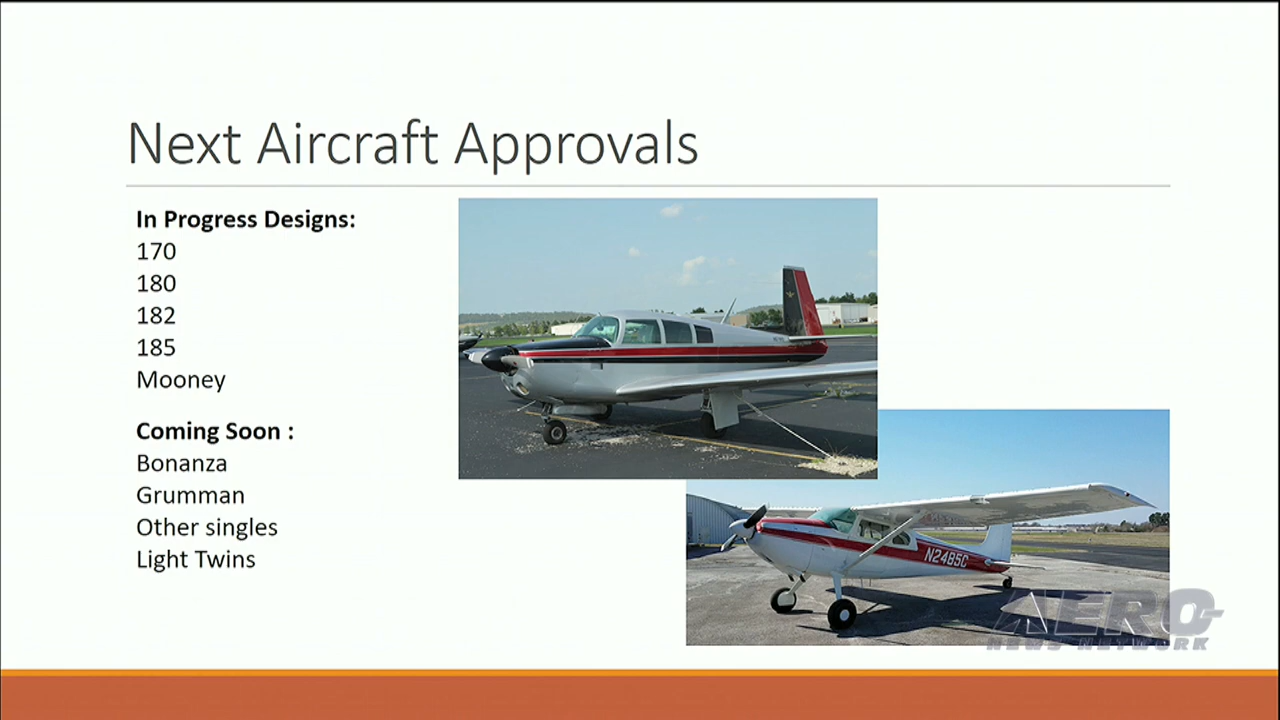 Next Aircraft Approvals
In Progress Designs:
170
180
182
185
Mooney
Coming Soon :
Bonanza
Grumman
Other singles
Light Twins
N2465C
AERO
NEWS NETWORK